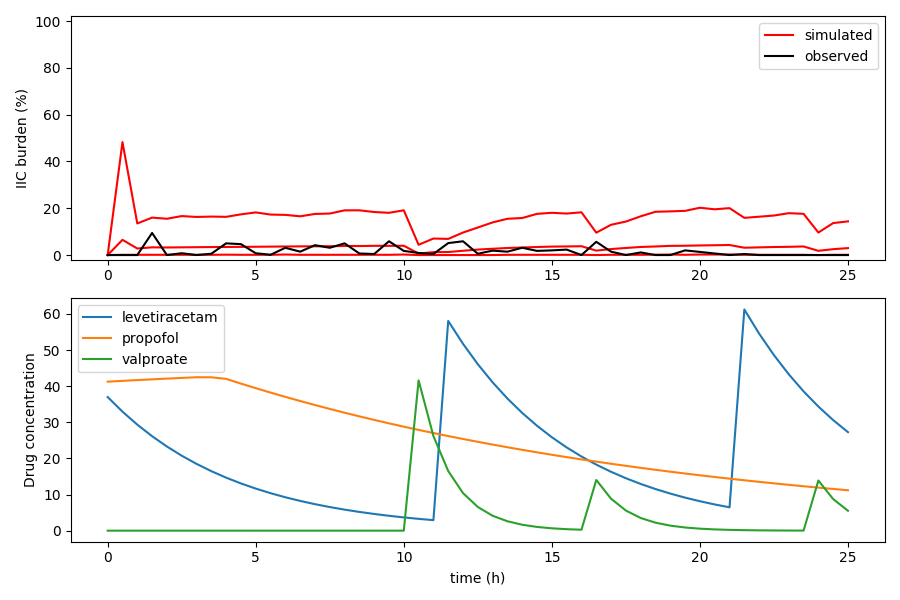 100
80
60
40
20
0
IIC burden (%)
simulated
observed
0 5 10 15 20 25
60
50
40
30
20
10
0
Drug concentration
levetiracetam
propofol
valproate
0 5 10 15 20 25
time (h)